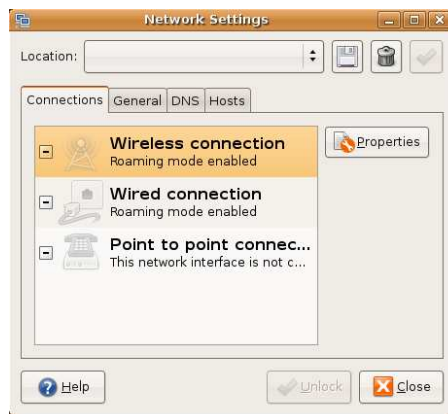 Network Settings
Location:
Connections General DNS Hosts
Wireless connection
Roaming mode enabled
Properties
Wired connection
Roaming mode enabled
Point to point connec...
This network interface is not c...
Help Unlock Close